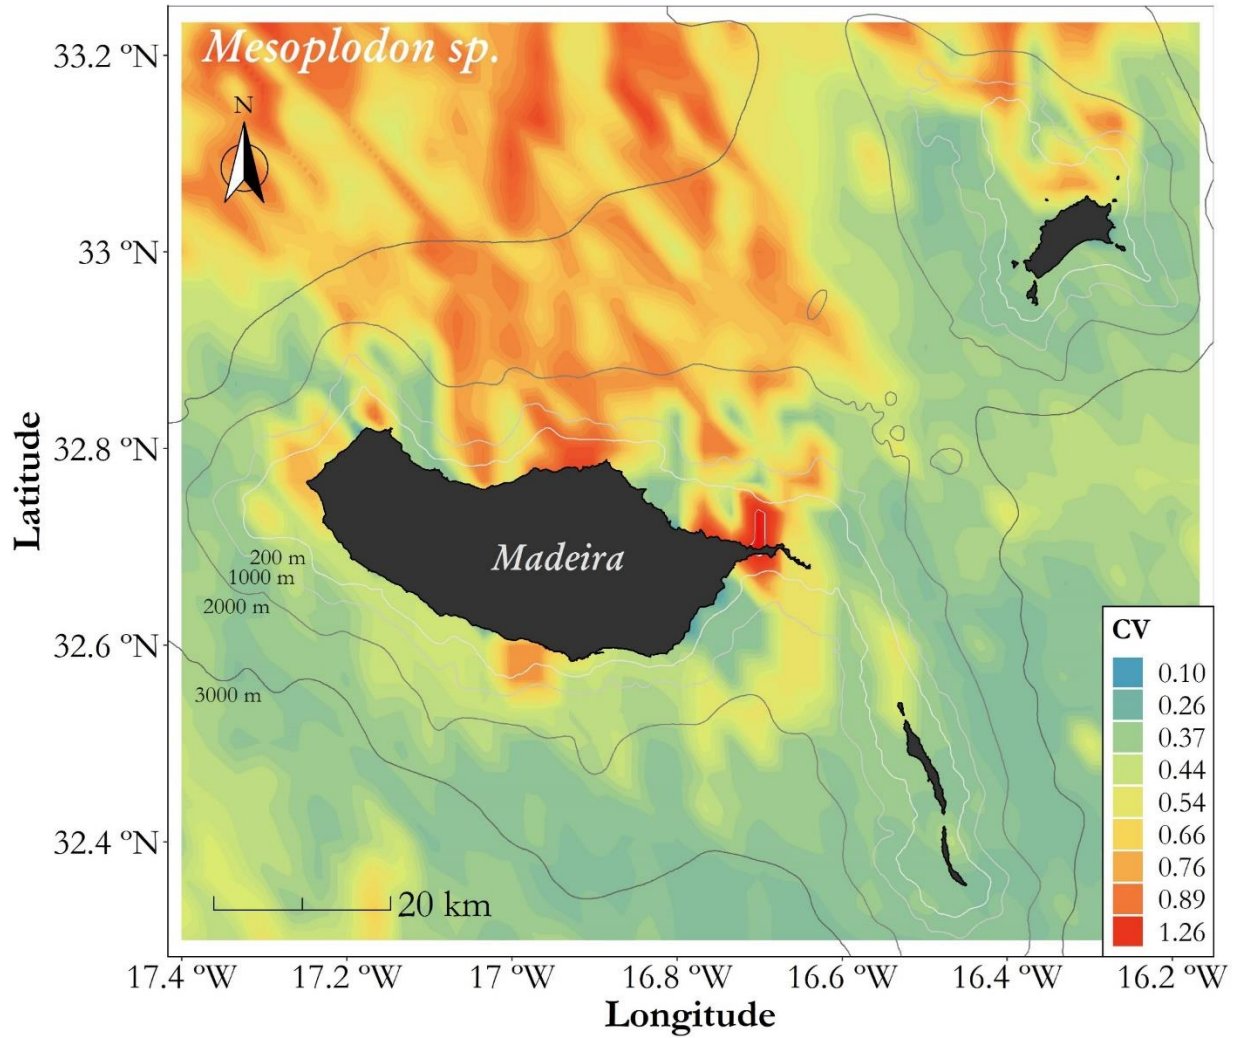 Mesoplodon sp.
N
33.2 ºN
33 ºN
32.8 ºN
32.6 ºN
32.4 ºN
Latitude
Madeira
200 m
1000 m
2000 m
3000 m
20 km
CV
0.10
0.26
0.37
0.44
0.54
0.66
0.76
0.89
1.26
17.4 ºW 17.2 ºW 17 ºW 16.8 ºW 16.6 ºW 16.4 ºW 16.2 ºW
Longitude